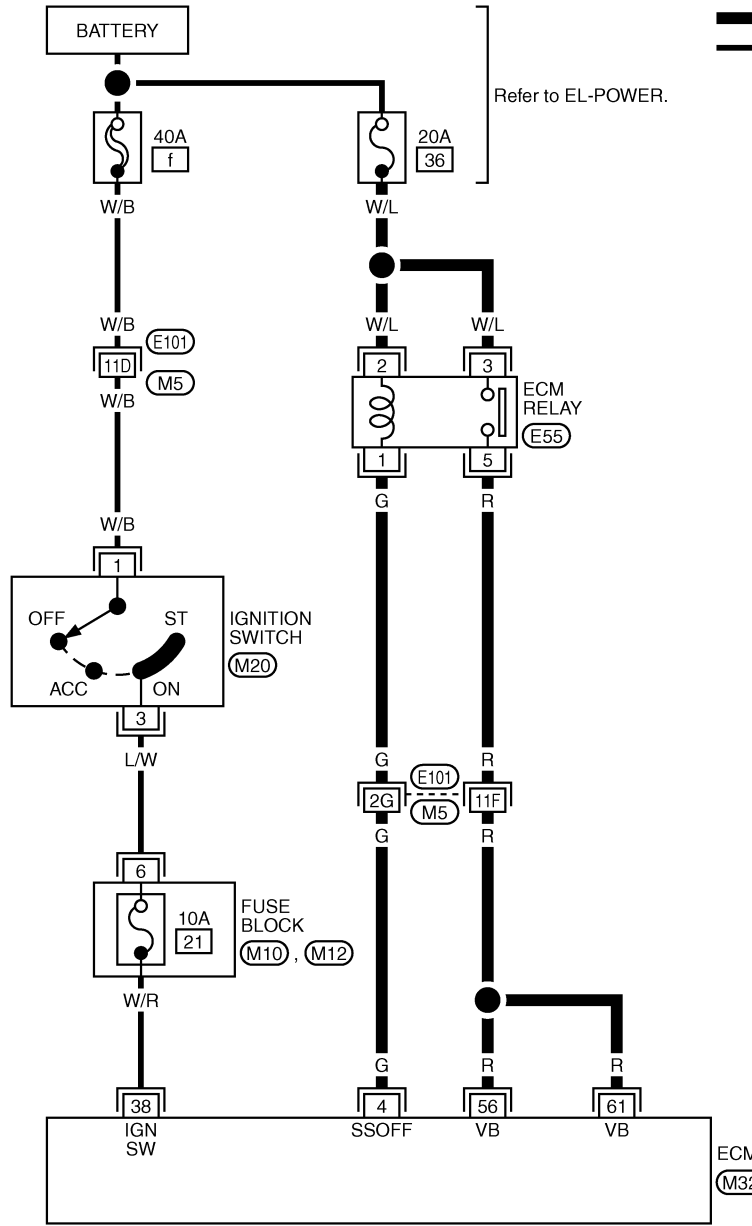 BATTERY
Refer to EL-POWER.
40A
f
20A
36
W/B
W/L
W/B
W/L
W/L
E101
11D
M5
W/B
2
3
ECM
RELAY
E55
1
5
G
R
W/B
1
OFF
ST
ACC
ON
IGNITION
SWITCH
M20
3
L/W
G
R
E101
2G
11F
M5
G
R
6
10A
21
FUSE
BLOCK
M10 , M12
W/R
G
R
R
38
4
56
61
IGN
SW
SSOFF
VB
VB
ECM
M32